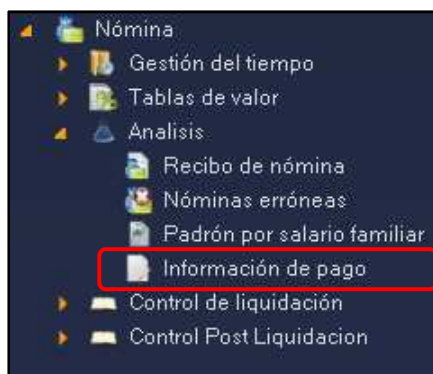 Nómina
Gestión del tiempo
Tablas de valor
Analisis
Recibo de nómina
Nóminas erróneas
Padrón por salario familiar
Información de pago
Control de liquidación
Control Post Liquidacion